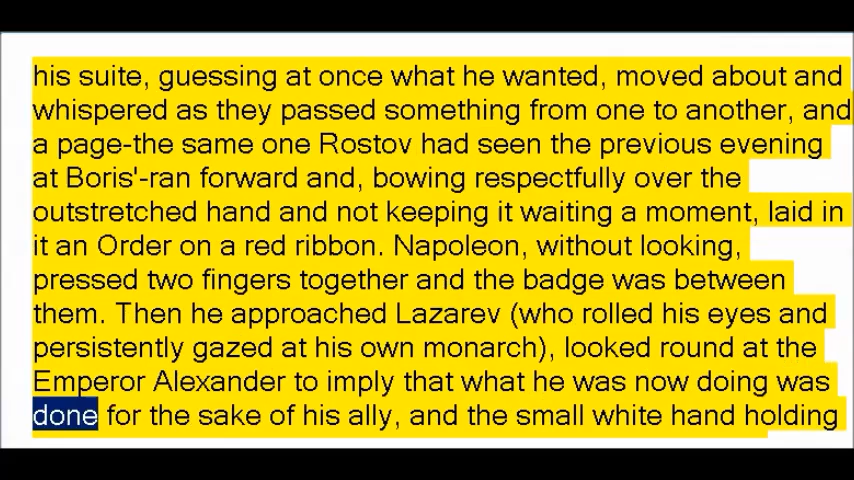 his suite, guessing at once what he wanted, moved about and
whispered as they passed something from one to another, and
a page-the same one Rostov had seen the previous evening
at Boris'-ran forward and, bowing respectfully over the
outstretched hand and not keeping it waiting a moment, laid in
it an Order on a red ribbon. Napoleon, without looking,
pressed two fingers together and the badge was between
them. Then he approached Lazarev (who rolled his eyes and
persistently gazed at his own monarch), looked round at the
Emperor Alexander to imply that what he was now doing was
done for the sake of his ally, and the small white hand holding